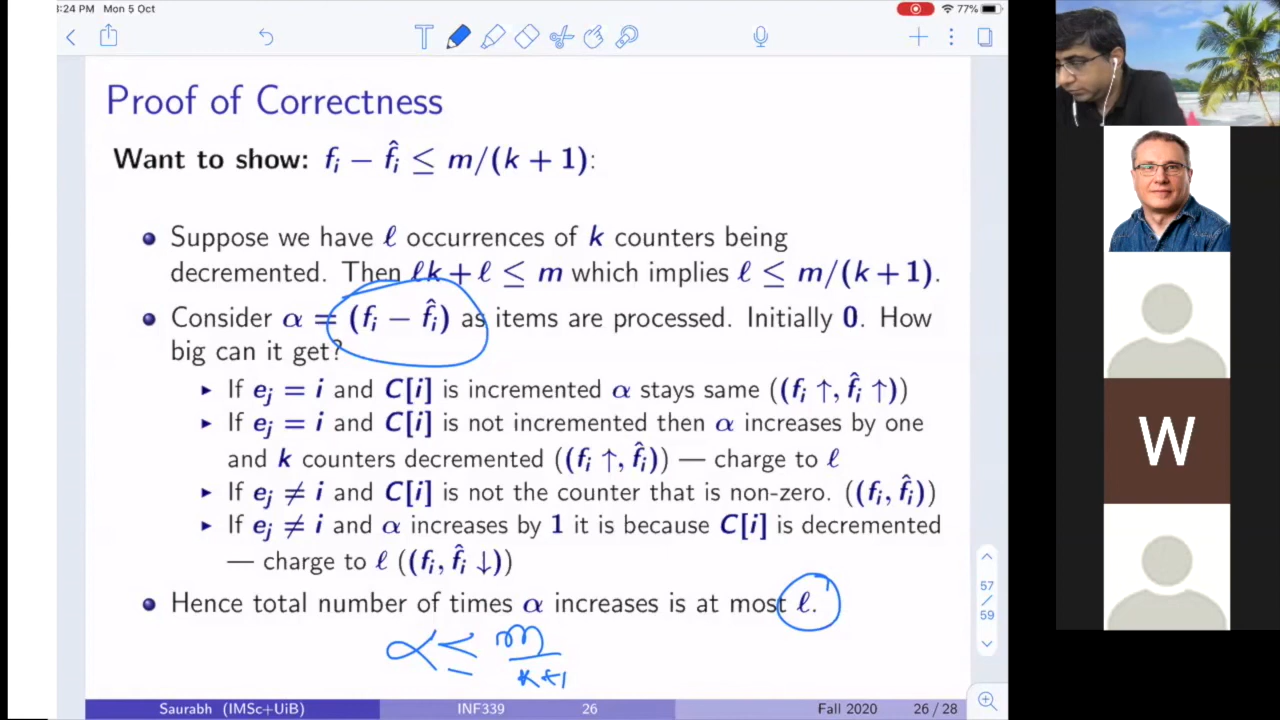 3:24 PM Mon 5 Oct
77%
Proof of Correctness
Want to show: fᵢ − f̂ᵢ ≤ m/(k + 1):
Suppose we have ℓ occurrences of k counters being
decremented. Then ℓk + ℓ ≤ m which implies ℓ ≤ m/(k + 1).
Consider α = (fᵢ − f̂ᵢ) as items are processed. Initially 0. How
big can it get?
If eⱼ = i and C[i] is incremented α stays same ((fᵢ ↑, f̂ᵢ ↑))
If eⱼ = i and C[i] is not incremented then α increases by one
and k counters decremented ((fᵢ ↑, f̂ᵢ)) — charge to ℓ
If eⱼ ≠ i and C[i] is not the counter that is non-zero. ((fᵢ, f̂ᵢ))
If eⱼ ≠ i and α increases by 1 it is because C[i] is decremented
— charge to ℓ ((fᵢ, f̂ᵢ ↓))
Hence total number of times α increases is at most ℓ.
α ≤ m/(k+1)
57
/
59
Saurabh (IMSc+UiB) INF339 26 Fall 2020 26 / 28
W